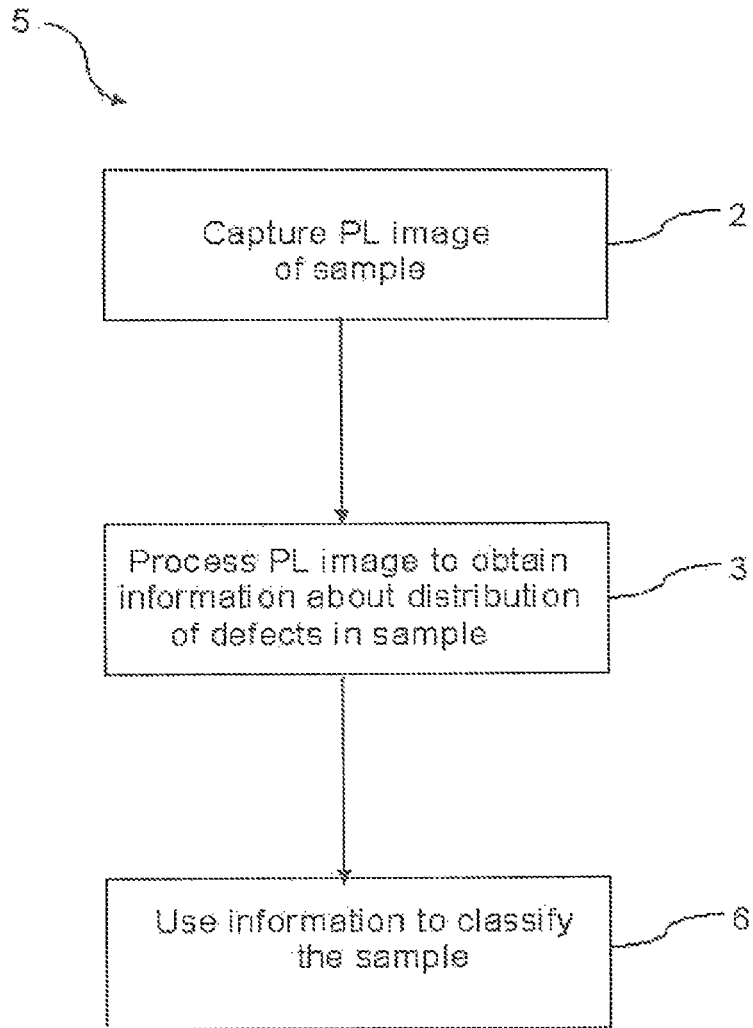 5
Capture PL image
of sample
2
Process PL image to obtain
information about distribution
of defects in sample
3
Use information to classify
the sample
6